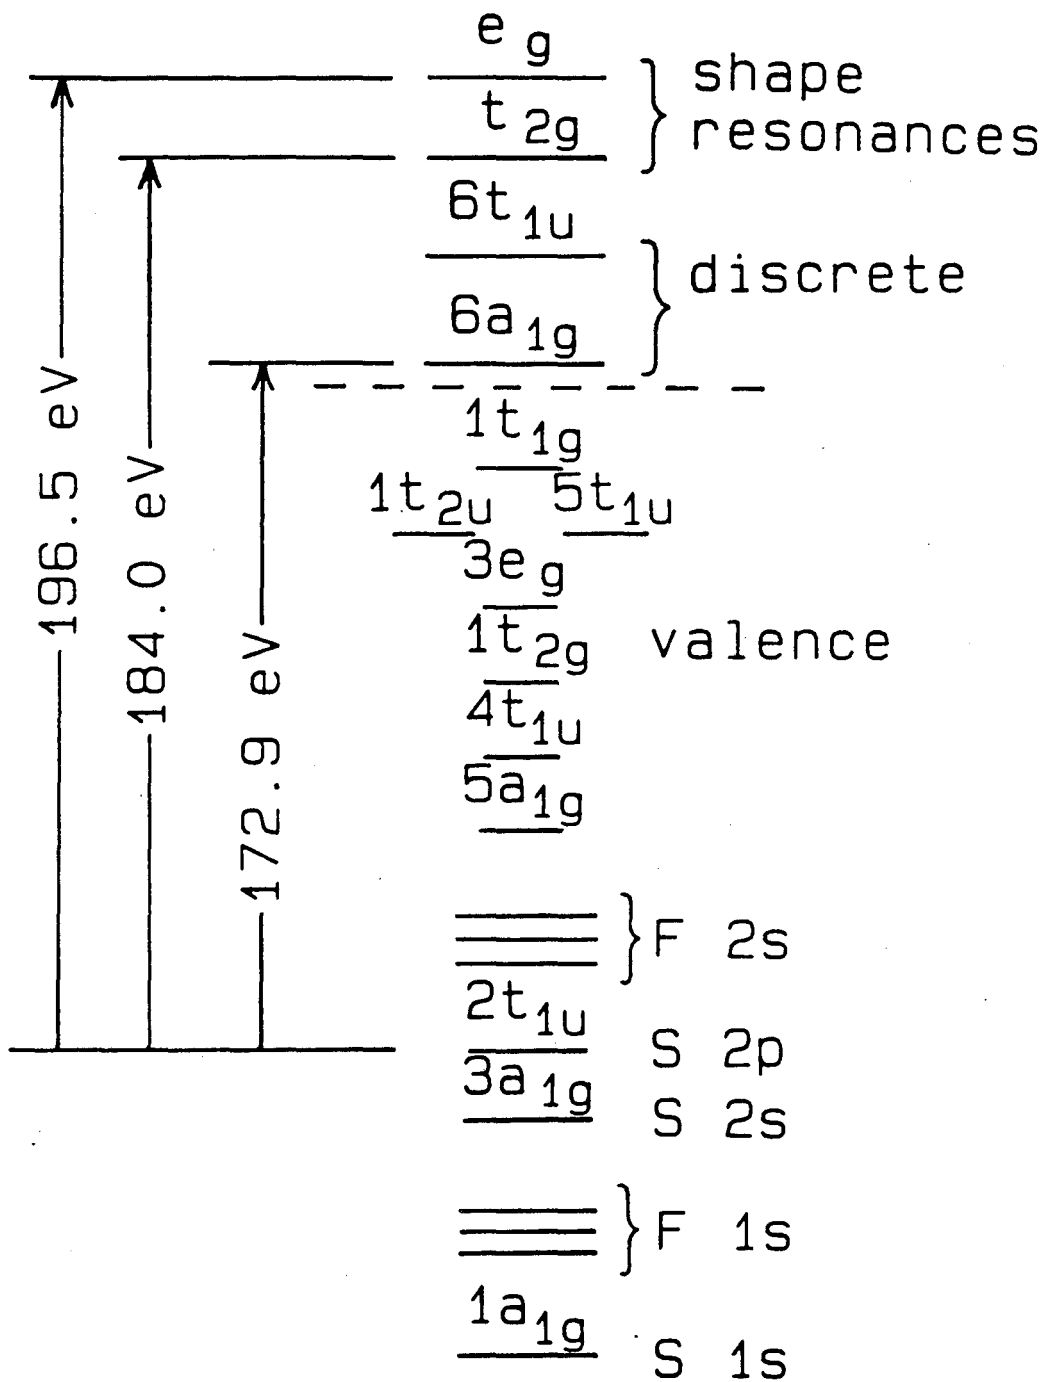 e g
shape
t 2g
resonances
6t 1u
discrete
6a 1g
1t 1g
1t 2u 5t 1u
3e g
1t 2g valence
4t 1u
5a 1g
196.5 eV
184.0 eV
172.9 eV
F 2s
2t 1u
S 2p
3a 1g
S 2s
F 1s
1a 1g
S 1s